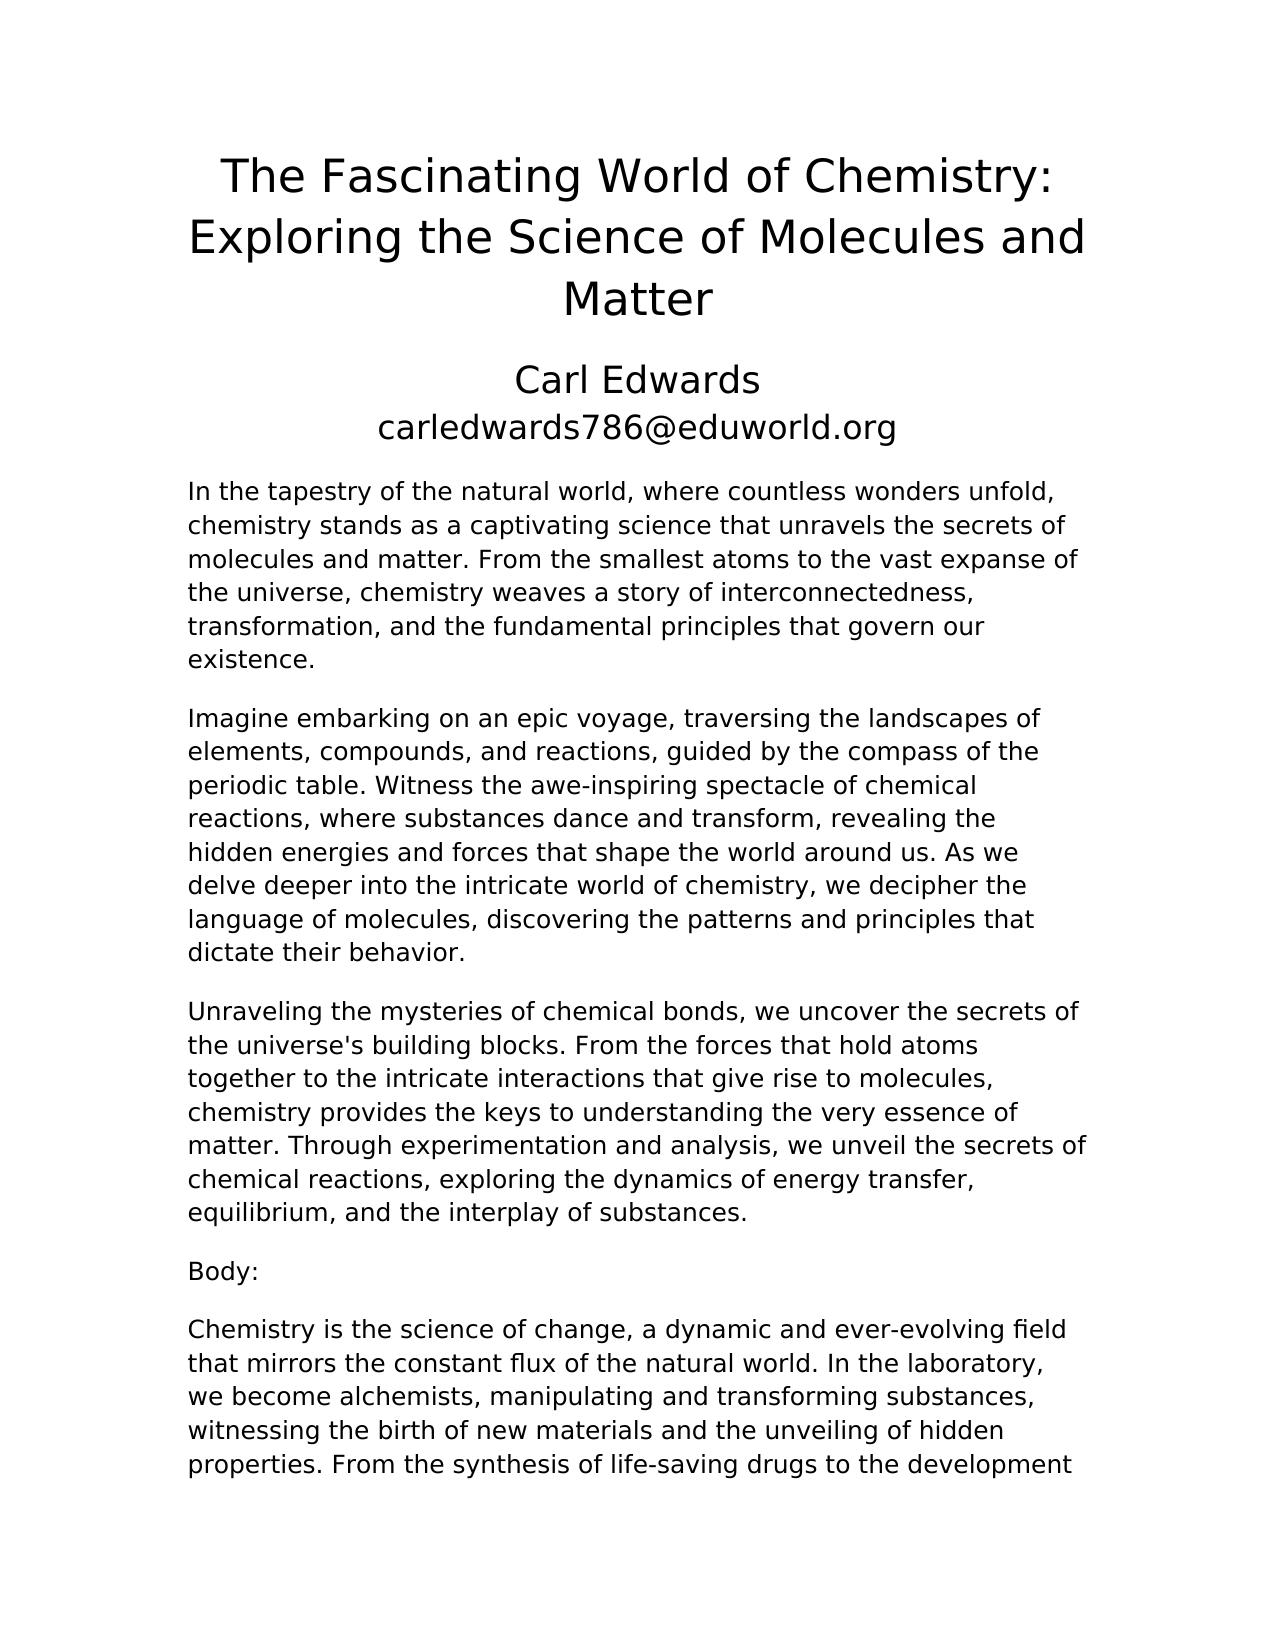 The Fascinating World of Chemistry:
Exploring the Science of Molecules and
Matter
Carl Edwards
carledwards786@eduworld.org
In the tapestry of the natural world, where countless wonders unfold,
chemistry stands as a captivating science that unravels the secrets of
molecules and matter. From the smallest atoms to the vast expanse of
the universe, chemistry weaves a story of interconnectedness,
transformation, and the fundamental principles that govern our
existence.
Imagine embarking on an epic voyage, traversing the landscapes of
elements, compounds, and reactions, guided by the compass of the
periodic table. Witness the awe-inspiring spectacle of chemical
reactions, where substances dance and transform, revealing the
hidden energies and forces that shape the world around us. As we
delve deeper into the intricate world of chemistry, we decipher the
language of molecules, discovering the patterns and principles that
dictate their behavior.
Unraveling the mysteries of chemical bonds, we uncover the secrets of
the universe's building blocks. From the forces that hold atoms
together to the intricate interactions that give rise to molecules,
chemistry provides the keys to understanding the very essence of
matter. Through experimentation and analysis, we unveil the secrets of
chemical reactions, exploring the dynamics of energy transfer,
equilibrium, and the interplay of substances.
Body:
Chemistry is the science of change, a dynamic and ever-evolving field
that mirrors the constant flux of the natural world. In the laboratory,
we become alchemists, manipulating and transforming substances,
witnessing the birth of new materials and the unveiling of hidden
properties. From the synthesis of life-saving drugs to the development